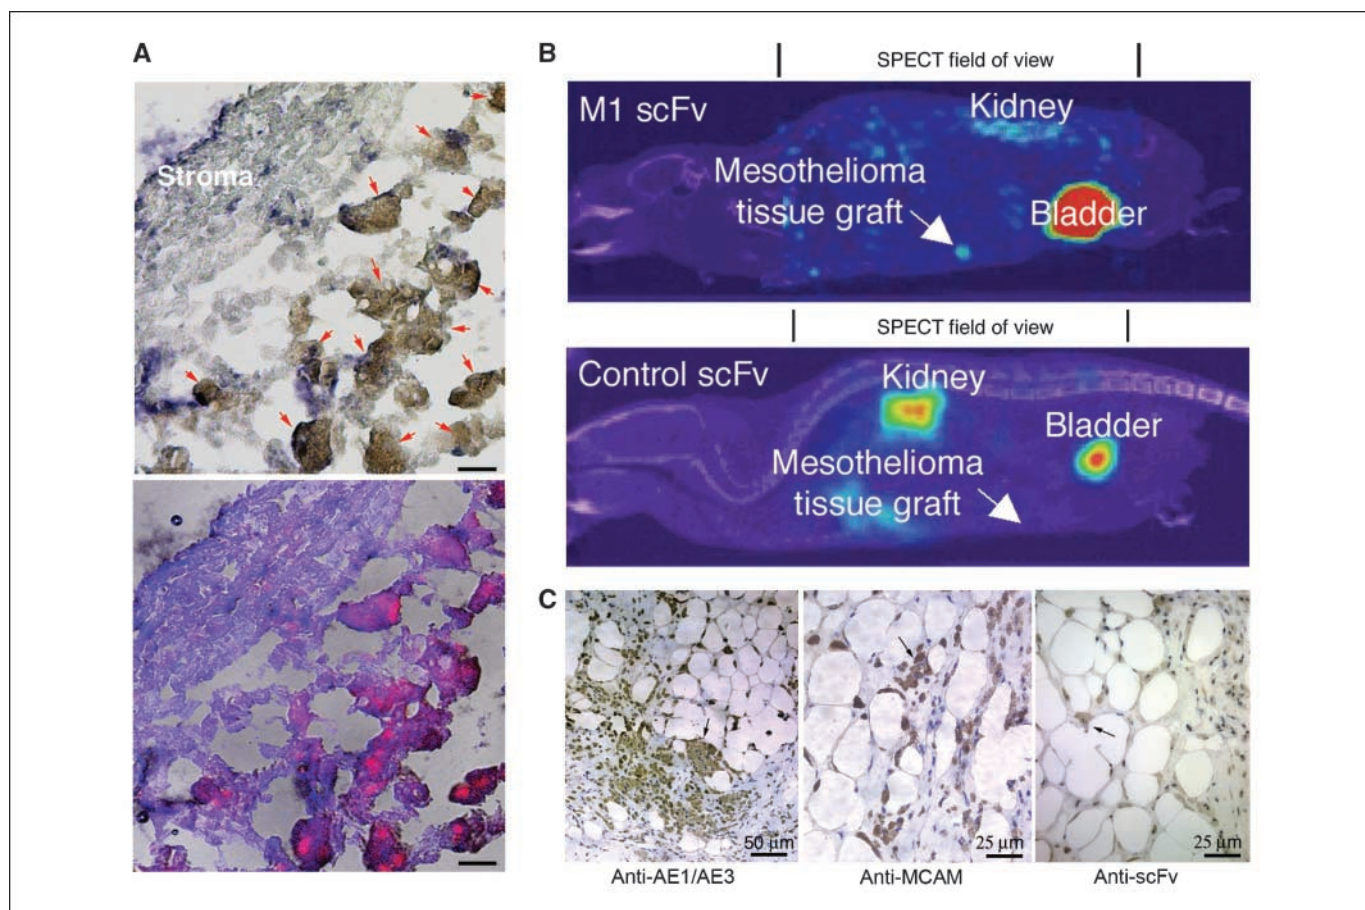 A
Stroma
B
SPECT field of view
M1 scFv
Kidney
Mesothelioma
tissue graft
Bladder
SPECT field of view
Control scFv
Kidney
Bladder
Mesothelioma
tissue graft
C
50 μm
25 μm
25 μm
Anti-AE1/AE3
Anti-MCAM
Anti-scFv